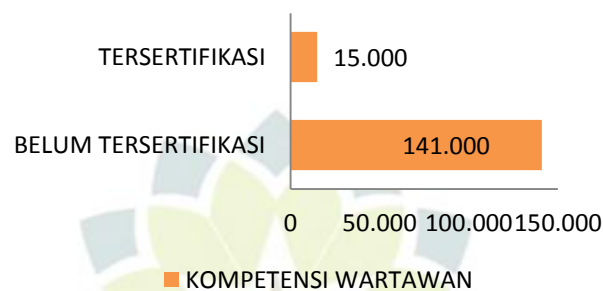 TERSERTIFIKASI 15.000
BELUM TERSERTIFIKASI 141.000
0 50.000 100.000 150.000
KOMPETENSI WARTAWAN